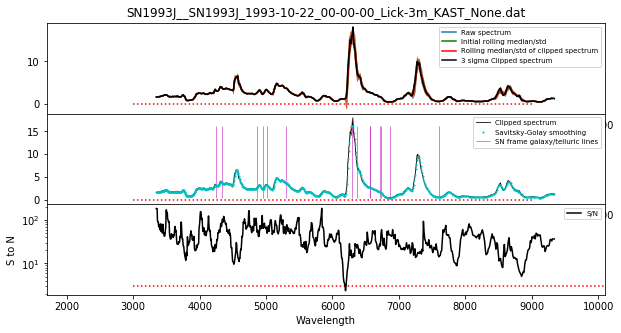 SN1993J__SN1993J_1993-10-22_00-00-00_Lick-3m_KAST_None.dat
Raw spectrum
Initial rolling median/std
Rolling median/std of clipped spectrum
3 sigma Clipped spectrum
10
0
00
Clipped spectrum
Savitsky-Golay smoothing
SN frame galaxy/telluric lines
15
10
5
0
00
S/N
S to N
10²
10¹
2000 3000 4000 5000 6000 7000 8000 9000 10000
Wavelength